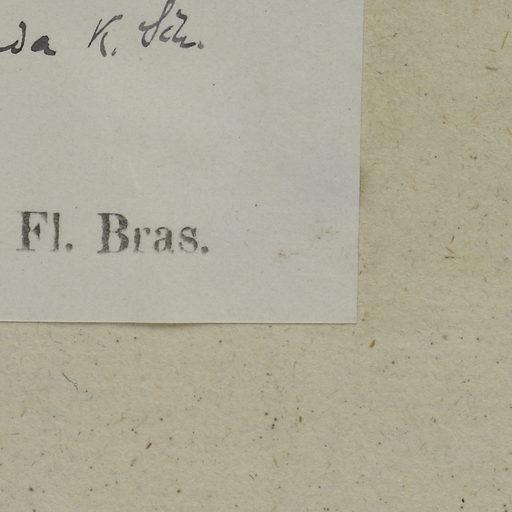 da K. Sch.
Fl. Bras.